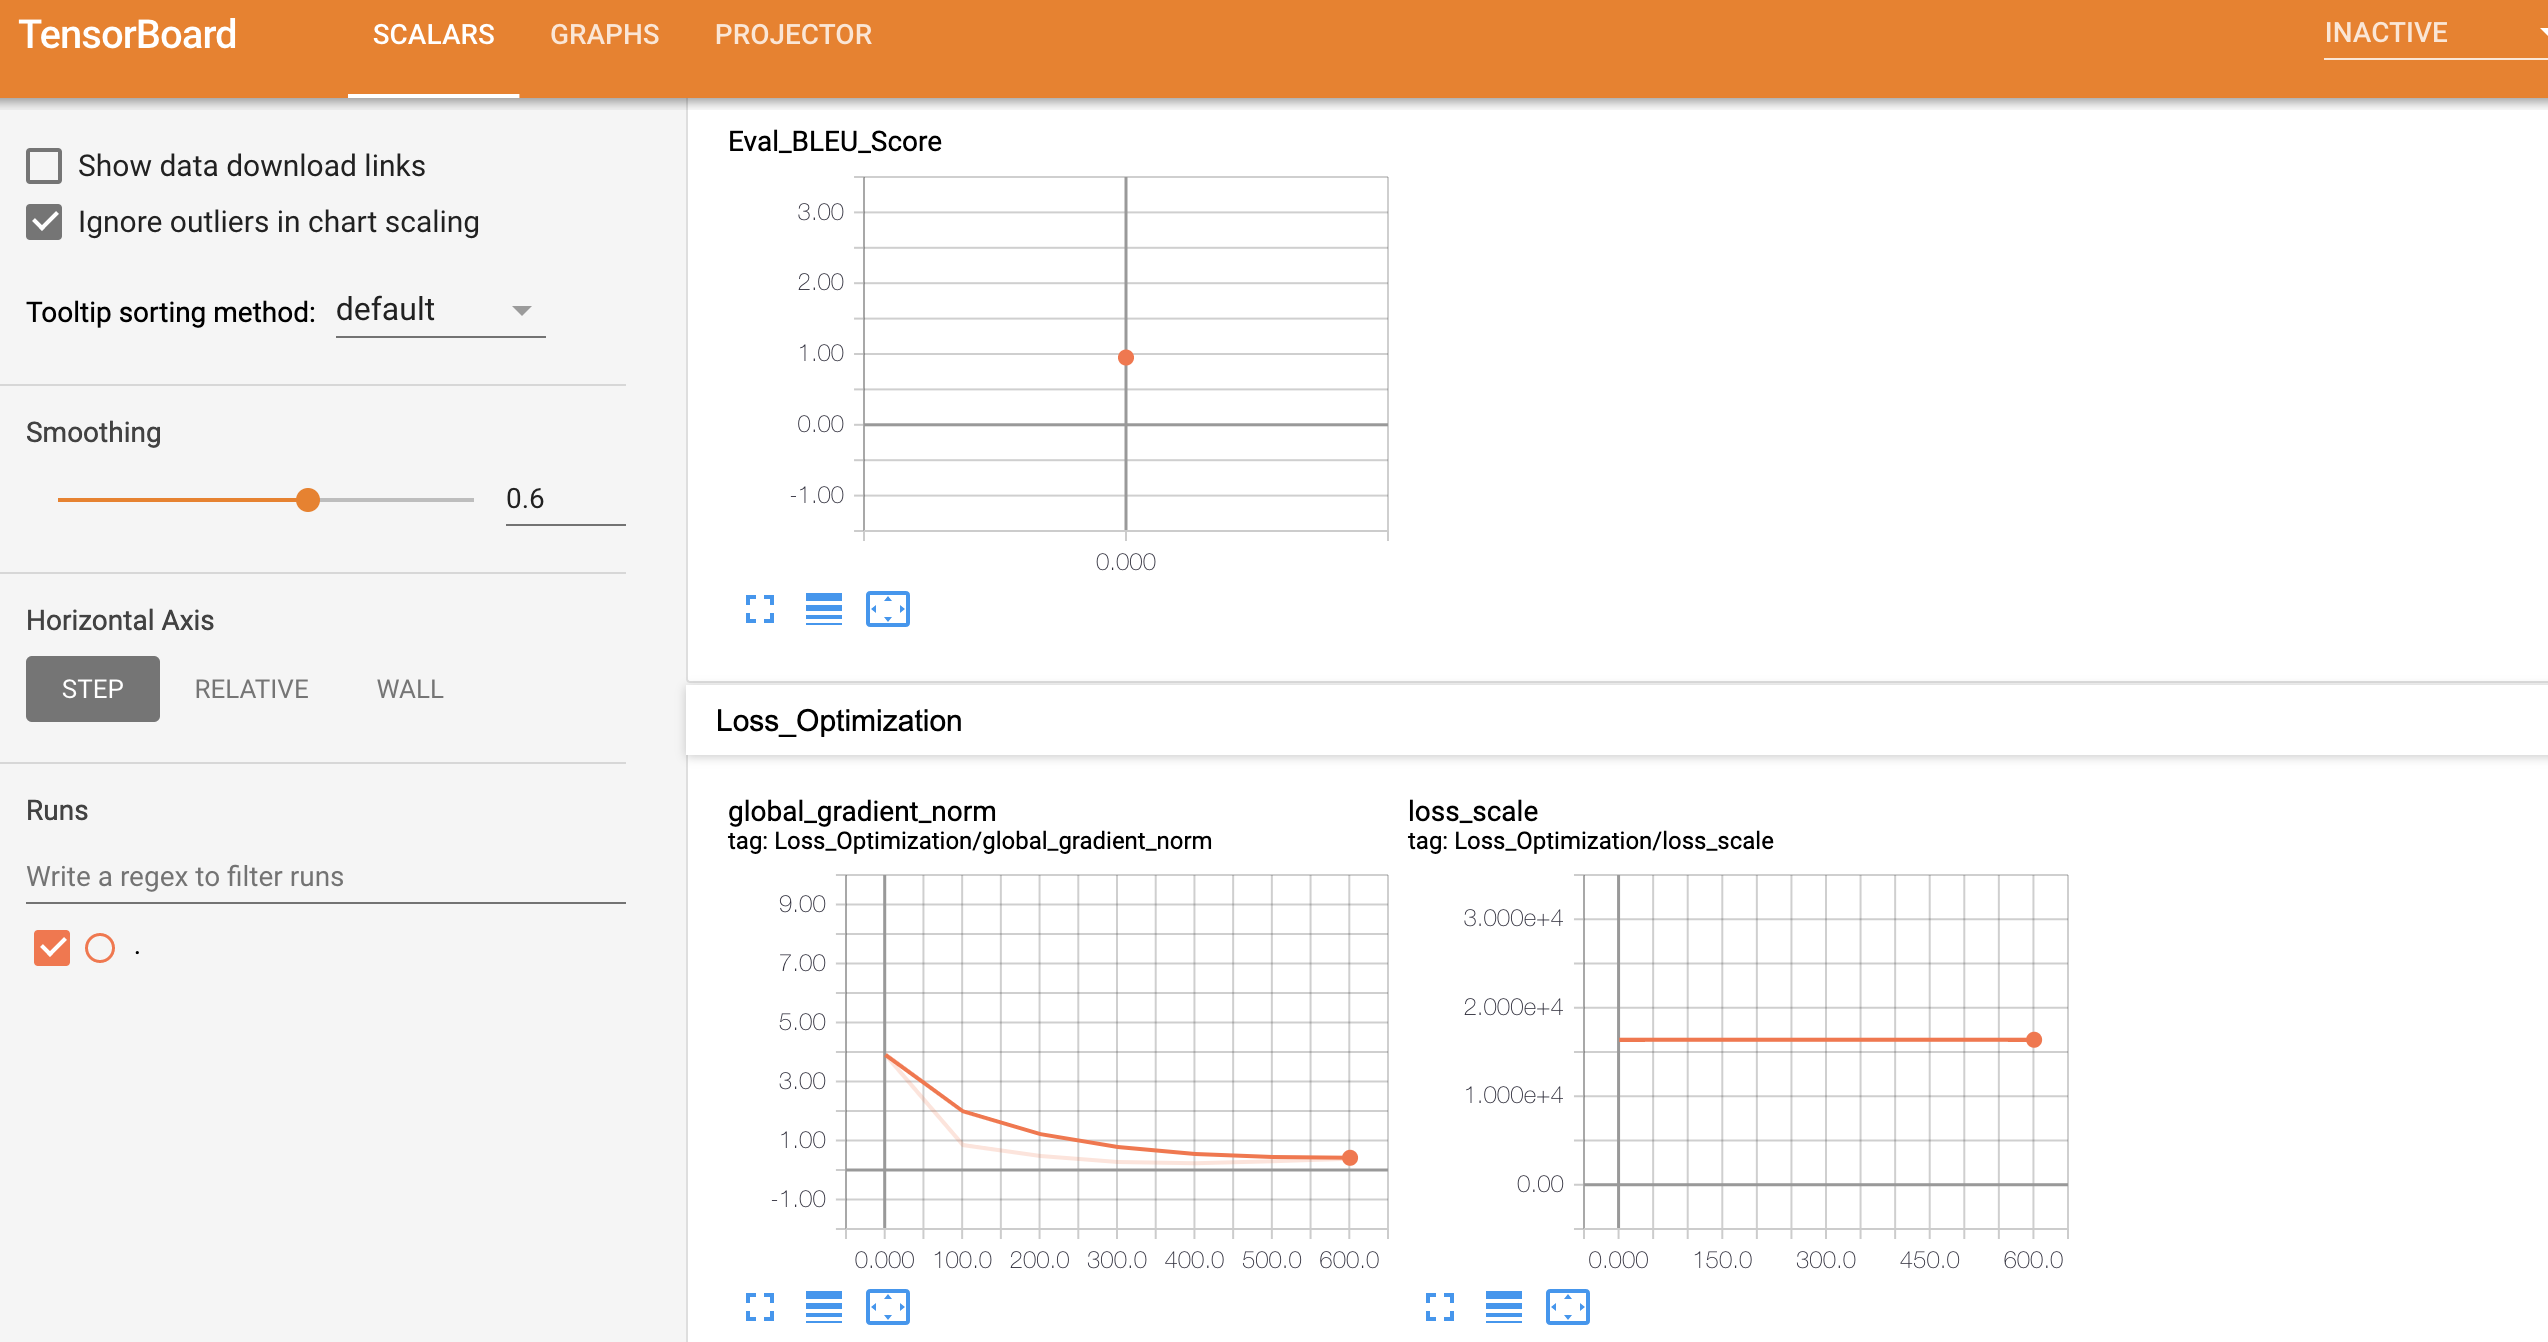 TensorBoard
SCALARS
GRAPHS
PROJECTOR
INACTIVE
Show data download links
Ignore outliers in chart scaling
Tooltip sorting method:
default
Smoothing
0.6
Horizontal Axis
STEP
RELATIVE
WALL
Runs
Write a regex to filter runs
.
Eval_BLEU_Score
3.00
2.00
1.00
0.00
-1.00
0.000
Loss_Optimization
global_gradient_norm
tag: Loss_Optimization/global_gradient_norm
9.00
7.00
5.00
3.00
1.00
-1.00
0.000 100.0 200.0 300.0 400.0 500.0 600.0
loss_scale
tag: Loss_Optimization/loss_scale
3.000e+4
2.000e+4
1.000e+4
0.00
0.000 150.0 300.0 450.0 600.0